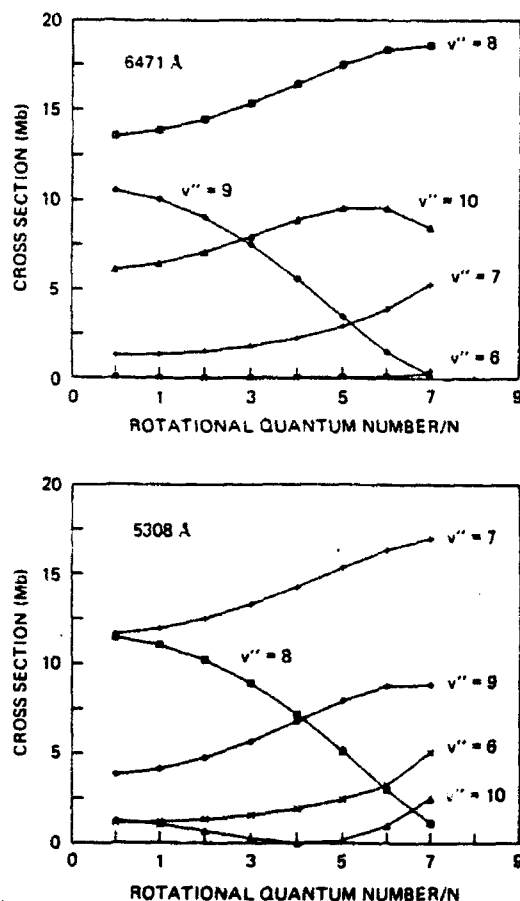 20
15
10
5
0
CROSS SECTION (Mb)
6471 Å
v'' = 8
v'' = 9
v'' = 10
v'' = 7
v'' = 6
0 1 3 5 7 9
ROTATIONAL QUANTUM NUMBER/N
20
15
10
5
0
CROSS SECTION (Mb)
5308 Å
v'' = 7
v'' = 8
v'' = 9
v'' = 6
v'' = 10
0 1 3 5 7 9
ROTATIONAL QUANTUM NUMBER/N